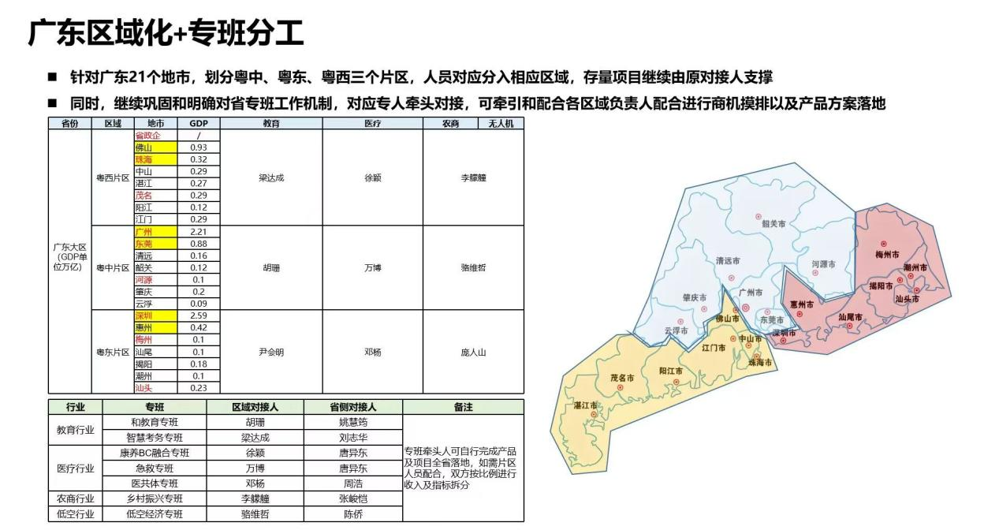 广东区域化+专班分工
■ 针对广东21个地市，划分粤中、粤东、粤西三个片区，人员对应分入相应区域，存量项目继续由原对接人支撑
■ 同时，继续巩固和明确对省专班工作机制，对应专人牵头对接，可牵引和配合各区域负责人配合进行商机摸排以及产品方案落地
省份 区域 地市 GDP 教育 医疗 农商 无人机
广东大区
（GDP单
位万亿）
粤西片区
省政企 /
佛山 0.93
珠海 0.32
中山 0.29
湛江 0.27
茂名 0.29
阳江 0.12
江门 0.29
梁达成 徐颖 李艨艟
粤中片区
广州 2.21
东莞 0.88
清远 0.16
韶关 0.12
河源 0.1
肇庆 0.2
云浮 0.09
胡珊 万博 骆维哲
粤东片区
深圳 2.59
惠州 0.42
梅州 0.1
汕尾 0.1
揭阳 0.18
潮州 0.1
汕头 0.23
尹会明 邓杨 庞人山
行业 专班 区域对接人 省侧对接人 备注
教育行业
和教育专班 胡珊 姚慧筠
智慧考务专班 梁达成 刘志华
医疗行业
康养BC融合专班 徐颖 唐异东
急救专班 万博 唐异东
医共体专班 邓杨 周浩
农商行业 乡村振兴专班 李艨艟 张峻恺
低空行业 低空经济专班 骆维哲 陈侨
专班牵头人可自行完成产品
及项目全省落地，如需片区
人员配合，双方按比例进行
收入及指标拆分
韶关市
清远市
河源市
梅州市
潮州市
揭阳市
汕头市
肇庆市
广州市
惠州市
汕尾市
云浮市
佛山市
东莞市
深圳市
中山市
江门市
珠海市
阳江市
茂名市
湛江市